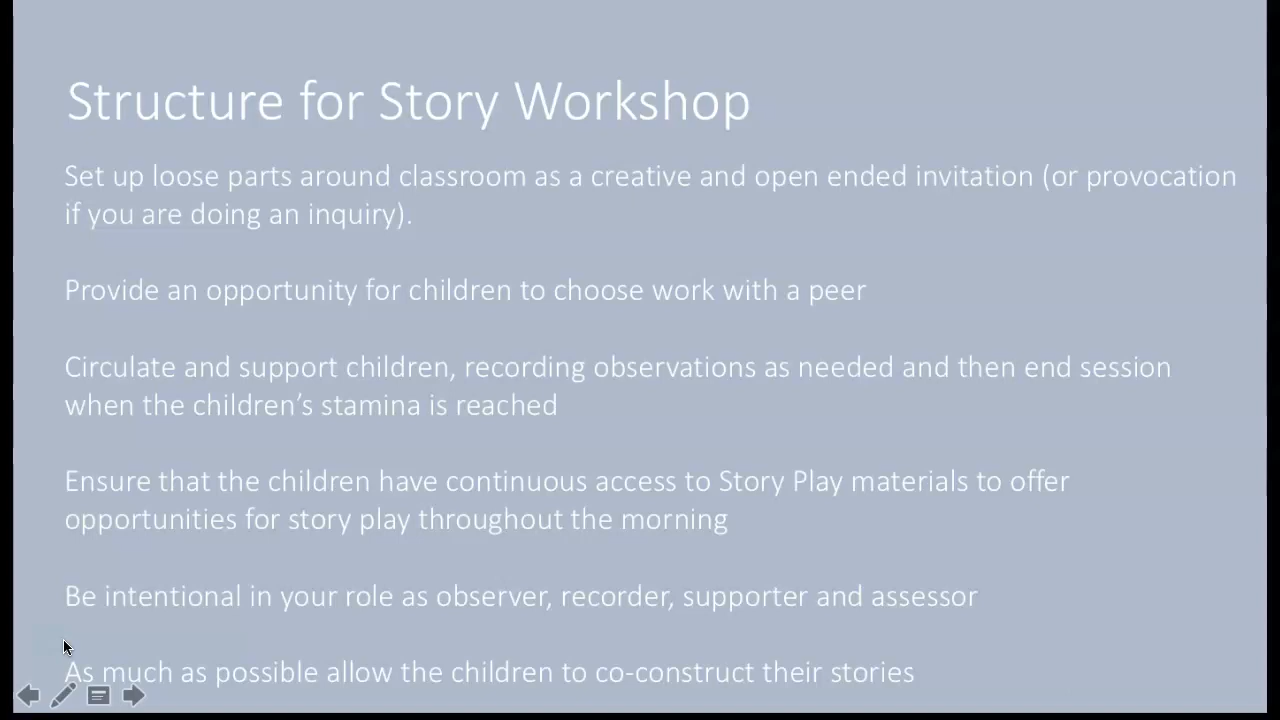 Structure for Story Workshop
Set up loose parts around classroom as a creative and open ended invitation (or provocation
if you are doing an inquiry).
Provide an opportunity for children to choose work with a peer
Circulate and support children, recording observations as needed and then end session
when the children’s stamina is reached
Ensure that the children have continuous access to Story Play materials to offer
opportunities for story play throughout the morning
Be intentional in your role as observer, recorder, supporter and assessor
As much as possible allow the children to co-construct their stories